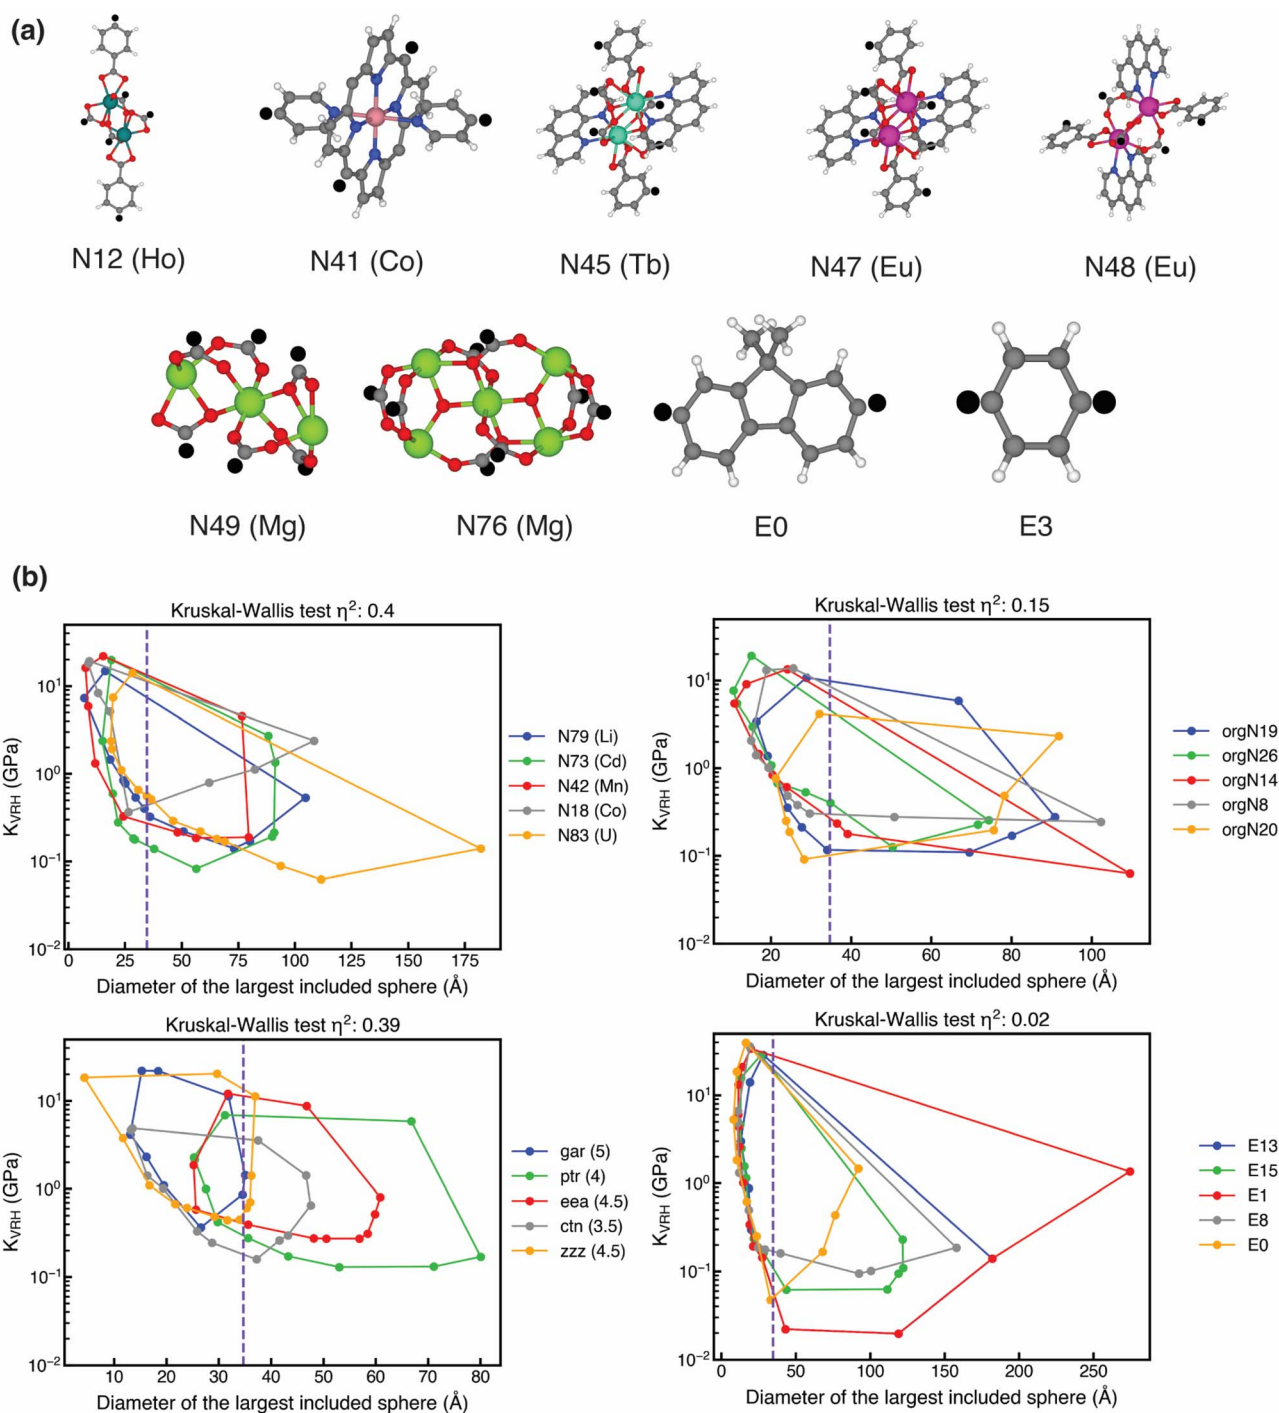 (a)
N12 (Ho) N41 (Co) N45 (Tb) N47 (Eu) N48 (Eu)
N49 (Mg) N76 (Mg) E0 E3
(b)
Kruskal-Wallis test η²: 0.4
K_VRH (GPa)
10¹
10⁰
10⁻¹
10⁻²
0 25 50 75 100 125 150 175
Diameter of the largest included sphere (Å)
N79 (Li)
N73 (Cd)
N42 (Mn)
N18 (Co)
N83 (U)
Kruskal-Wallis test η²: 0.15
K_VRH (GPa)
10¹
10⁰
10⁻¹
10⁻²
20 40 60 80 100
Diameter of the largest included sphere (Å)
orgN19
orgN26
orgN14
orgN8
orgN20
Kruskal-Wallis test η²: 0.39
K_VRH (GPa)
10¹
10⁰
10⁻¹
10⁻²
10 20 30 40 50 60 70 80
Diameter of the largest included sphere (Å)
gar (5)
ptr (4)
eea (4.5)
ctn (3.5)
zzz (4.5)
Kruskal-Wallis test η²: 0.02
K_VRH (GPa)
10¹
10⁰
10⁻¹
10⁻²
0 50 100 150 200 250
Diameter of the largest included sphere (Å)
E13
E15
E1
E8
E0